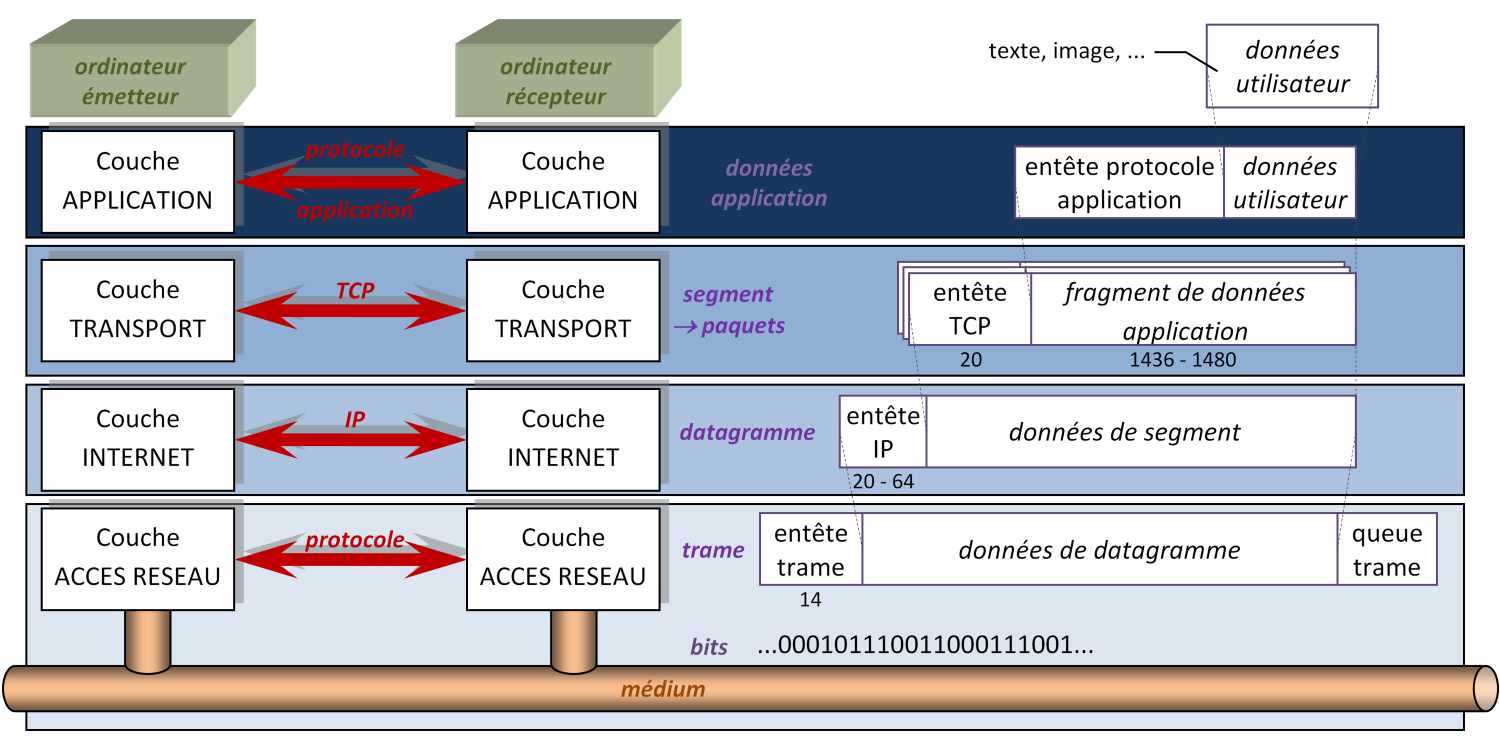 ordinateur
émetteur
ordinateur
récepteur
texte, image, ...
données
utilisateur
Couche
APPLICATION
protocole
application
Couche
APPLICATION
données
application
entête protocole
application
données
utilisateur
Couche
TRANSPORT
TCP
Couche
TRANSPORT
segment
→ paquets
entête
TCP
fragment de données
application
20
1436 - 1480
Couche
INTERNET
IP
Couche
INTERNET
datagramme
entête
IP
données de segment
20 - 64
Couche
ACCES RESEAU
protocole
Couche
ACCES RESEAU
trame
entête
trame
données de datagramme
queue
trame
14
bits
...000101110011000111001...
médium